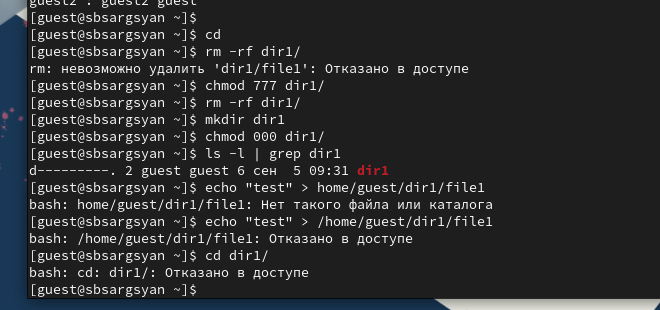 guest2 : guest2 guest
[guest@sbsargsyan ~]$
[guest@sbsargsyan ~]$ cd
[guest@sbsargsyan ~]$ rm -rf dir1/
rm: невозможно удалить 'dir1/file1': Отказано в доступе
[guest@sbsargsyan ~]$ chmod 777 dir1/
[guest@sbsargsyan ~]$ rm -rf dir1/
[guest@sbsargsyan ~]$ mkdir dir1
[guest@sbsargsyan ~]$ chmod 000 dir1/
[guest@sbsargsyan ~]$ ls -l | grep dir1
d---------. 2 guest guest 6 сен  5 09:31 dir1
[guest@sbsargsyan ~]$ echo "test" > home/guest/dir1/file1
bash: home/guest/dir1/file1: Нет такого файла или каталога
[guest@sbsargsyan ~]$ echo "test" > /home/guest/dir1/file1
bash: /home/guest/dir1/file1: Отказано в доступе
[guest@sbsargsyan ~]$ cd dir1/
bash: cd: dir1/: Отказано в доступе
[guest@sbsargsyan ~]$